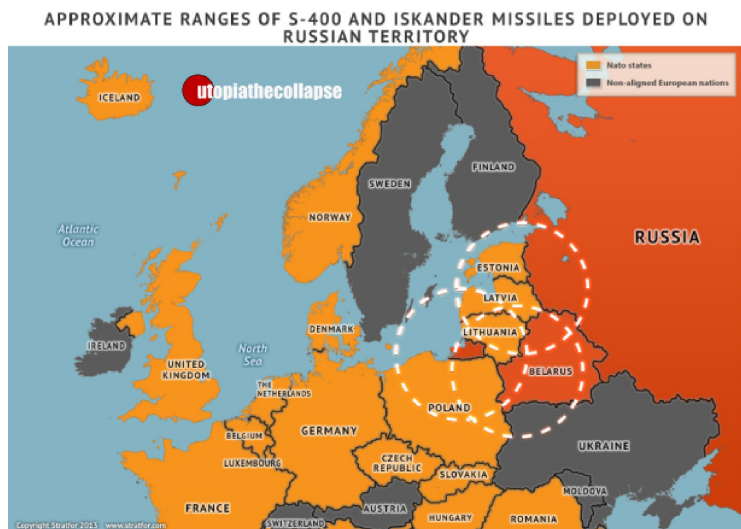 APPROXIMATE RANGES OF S-400 AND ISKANDER MISSILES DEPLOYED ON
RUSSIAN TERRITORY
Nato states
Non-aligned European nations
utopiathecollapse
ICELAND
FINLAND
SWEDEN
NORWAY
Atlantic
Ocean
RUSSIA
ESTONIA
LATVIA
DENMARK
LITHUANIA
IRELAND
North
Sea
UNITED
KINGDOM
BELARUS
THE
NETHERLANDS
POLAND
GERMANY
BELGIUM
UKRAINE
CZECH
REPUBLIC
LUXEMBOURG
SLOVAKIA
MOLDOVA
FRANCE
AUSTRIA
HUNGARY
ROMANIA
SWITZERLAND
Copyright Stratfor 2013 www.stratfor.com